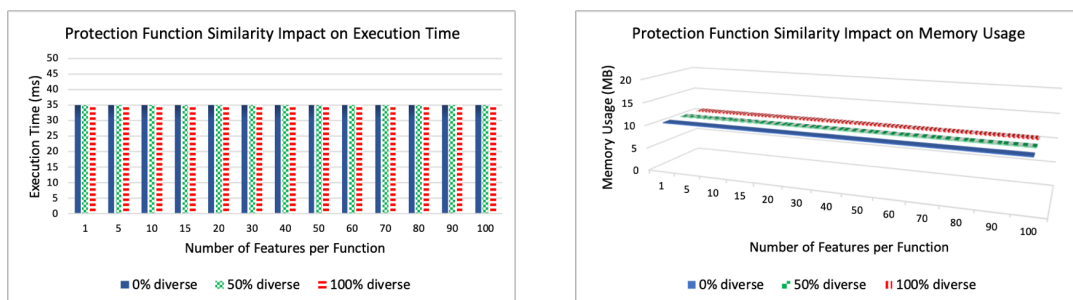 Protection Function Similarity Impact on Execution Time
Execution Time (ms)
50
45
40
35
30
25
20
15
10
5
0
1 5 10 15 20 30 40 50 60 70 80 90 100
Number of Features per Function
0% diverse 50% diverse 100% diverse
Protection Function Similarity Impact on Memory Usage
Memory Usage (MB)
20
15
10
5
0
1 5 10 15 20 30 40 50 60 70 80 90 100
Number of Features per Function
0% diverse 50% diverse 100% diverse